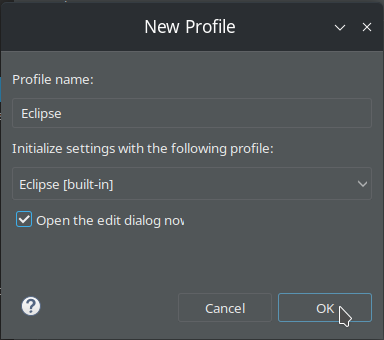 New Profile
Profile name:
Eclipse
Initialize settings with the following profile:
Eclipse [built-in]
Open the edit dialog now
?
Cancel
OK